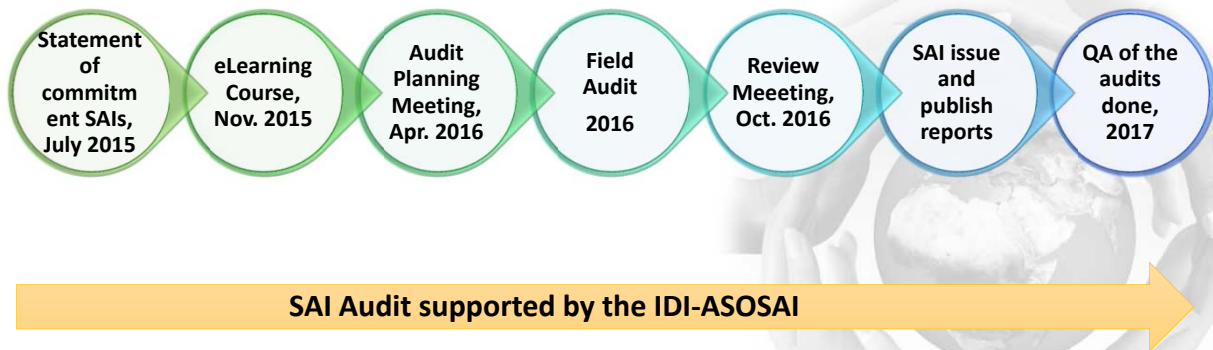 Statement
of
commitm
ent SAIs,
July 2015
eLearning
Course,
Nov. 2015
Audit
Planning
Meeting,
Apr. 2016
Field
Audit
2016
Review
Meeeting,
Oct. 2016
SAI issue
and
publish
reports
QA of the
audits
done,
2017
SAI Audit supported by the IDI-ASOSAI